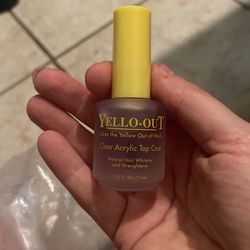 YELLO-OUT
Takes the Yellow Out of Nails
Clear Acrylic Top Coat
Natural Nail Whitener
and Strengthener